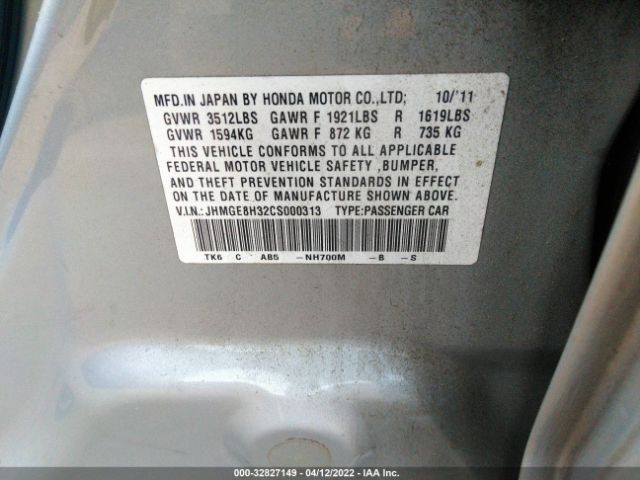 MFD.IN JAPAN BY HONDA MOTOR CO.,LTD; 10/'11
GVWR 3512LBS GAWR F 1921LBS R 1619LBS
GVWR 1594KG GAWR F 872 KG R 735 KG
THIS VEHICLE CONFORMS TO ALL APPLICABLE
FEDERAL MOTOR VEHICLE SAFETY ,BUMPER,
AND THEFT PREVENTION STANDARDS IN EFFECT
ON THE DATE OF MANUFACTURE SHOWN ABOVE.
V.I.N.:JHMGE8H32CS000313 TYPE:PASSENGER CAR
TK6 C AB5 -NH700M -B -S
000-32827149 - 04/12/2022 - IAA Inc.